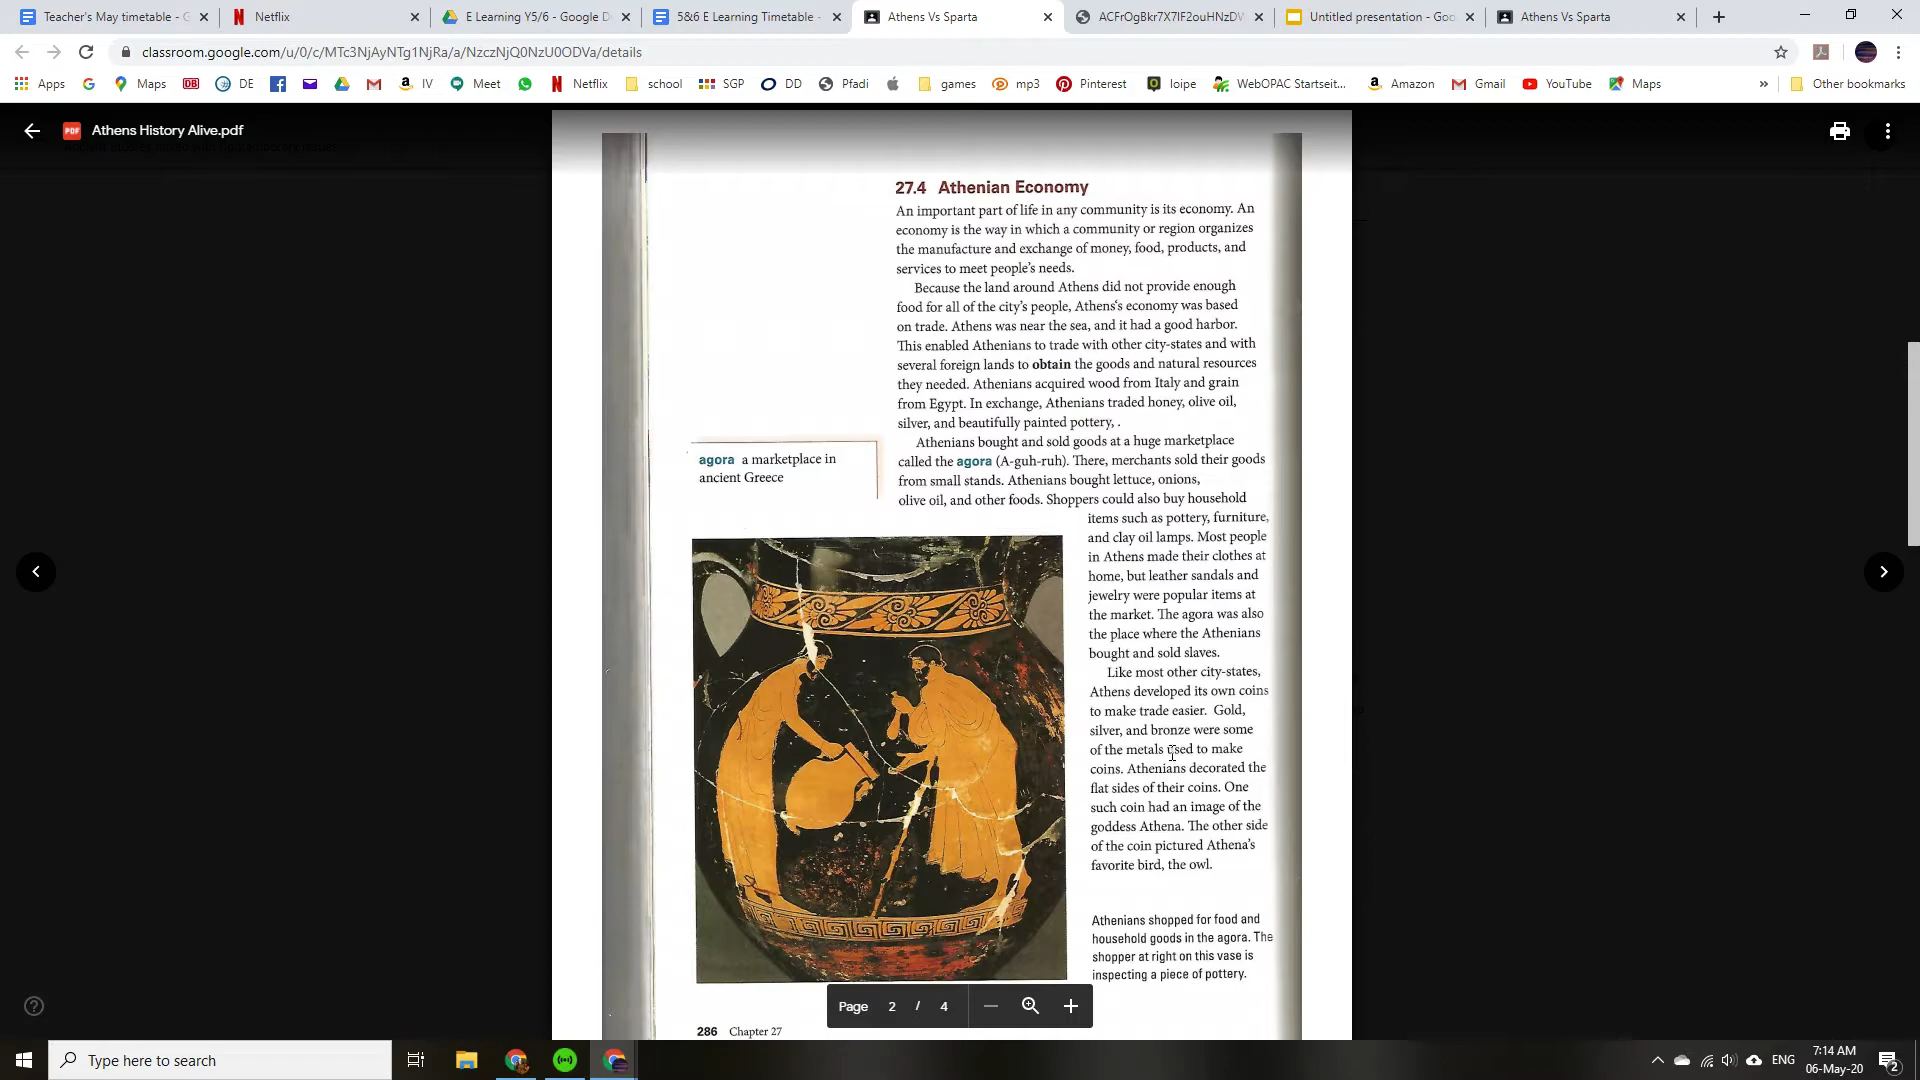 Teacher's May timetable - G
Netflix
E Learning Y5/6 - Google D
5&6 E Learning Timetable -
Athens Vs Sparta
ACFrOgBkr7X7IF2ouHNzDV
Untitled presentation - Goo
Athens Vs Sparta
classroom.google.com/u/0/c/MTc3NjAyNTg1NjRa/a/NzczNjQ0NzU0ODVa/details
Apps
Maps
DB
DE
IV
Meet
Netflix
school
SGP
DD
Pfadi
games
mp3
Pinterest
loipe
WebOPAC Startseit...
Amazon
Gmail
YouTube
Maps
»
Other bookmarks
PDF
Athens History Alive.pdf
27.4 Athenian Economy
An important part of life in any community is its economy. An
economy is the way in which a community or region organizes
the manufacture and exchange of money, food, products, and
services to meet people's needs.
Because the land around Athens did not provide enough
food for all of the city's people, Athens's economy was based
on trade. Athens was near the sea, and it had a good harbor.
This enabled Athenians to trade with other city-states and with
several foreign lands to obtain the goods and natural resources
they needed. Athenians acquired wood from Italy and grain
from Egypt. In exchange, Athenians traded honey, olive oil,
silver, and beautifully painted pottery, .
Athenians bought and sold goods at a huge marketplace
called the agora (A-guh-ruh). There, merchants sold their goods
from small stands. Athenians bought lettuce, onions,
olive oil, and other foods. Shoppers could also buy household
items such as pottery, furniture,
and clay oil lamps. Most people
in Athens made their clothes at
home, but leather sandals and
jewelry were popular items at
the market. The agora was also
the place where the Athenians
bought and sold slaves.
Like most other city-states,
Athens developed its own coins
to make trade easier. Gold,
silver, and bronze were some
of the metals used to make
coins. Athenians decorated the
flat sides of their coins. One
such coin had an image of the
goddess Athena. The other side
of the coin pictured Athena's
favorite bird, the owl.
agora a marketplace in
ancient Greece
Athenians shopped for food and
household goods in the agora. The
shopper at right on this vase is
inspecting a piece of pottery.
286 Chapter 27
Page 2 / 4
Type here to search
ENG
7:14 AM
06-May-20
2